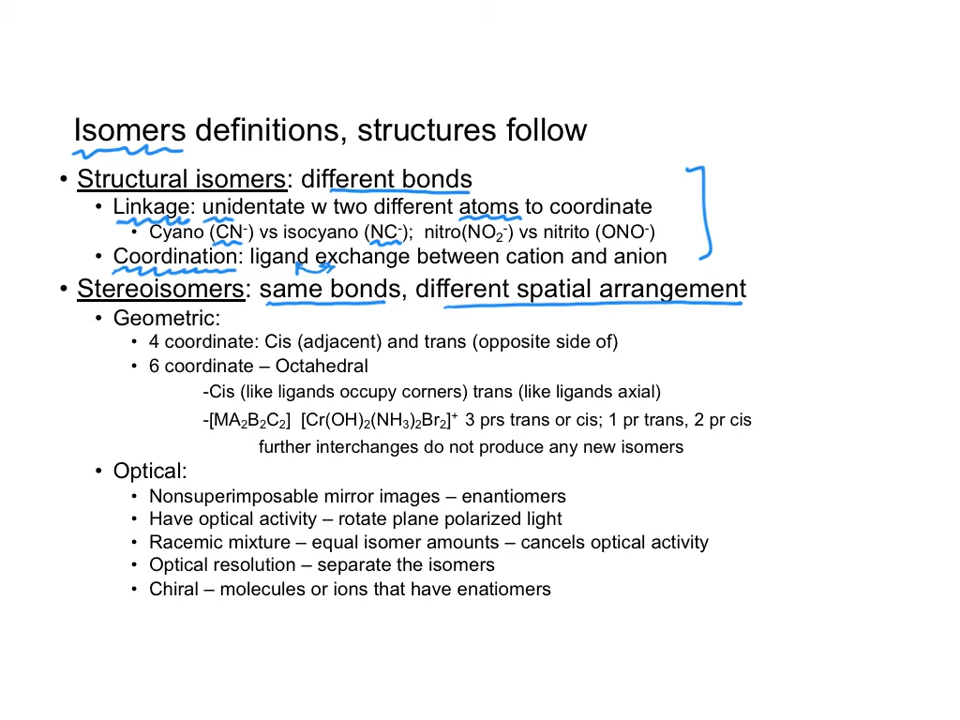 Isomers definitions, structures follow
• Structural isomers: different bonds
• Linkage: unidentate w two different atoms to coordinate
• Cyano (CN⁻) vs isocyano (NC⁻); nitro(NO₂⁻) vs nitrito (ONO⁻)
• Coordination: ligand exchange between cation and anion
• Stereoisomers: same bonds, different spatial arrangement
• Geometric:
• 4 coordinate: Cis (adjacent) and trans (opposite side of)
• 6 coordinate – Octahedral
-Cis (like ligands occupy corners) trans (like ligands axial)
-[MA₂B₂C₂] [Cr(OH)₂(NH₃)₂Br₂]⁺ 3 prs trans or cis; 1 pr trans, 2 pr cis
further interchanges do not produce any new isomers
• Optical:
• Nonsuperimposable mirror images – enantiomers
• Have optical activity – rotate plane polarized light
• Racemic mixture – equal isomer amounts – cancels optical activity
• Optical resolution – separate the isomers
• Chiral – molecules or ions that have enatiomers